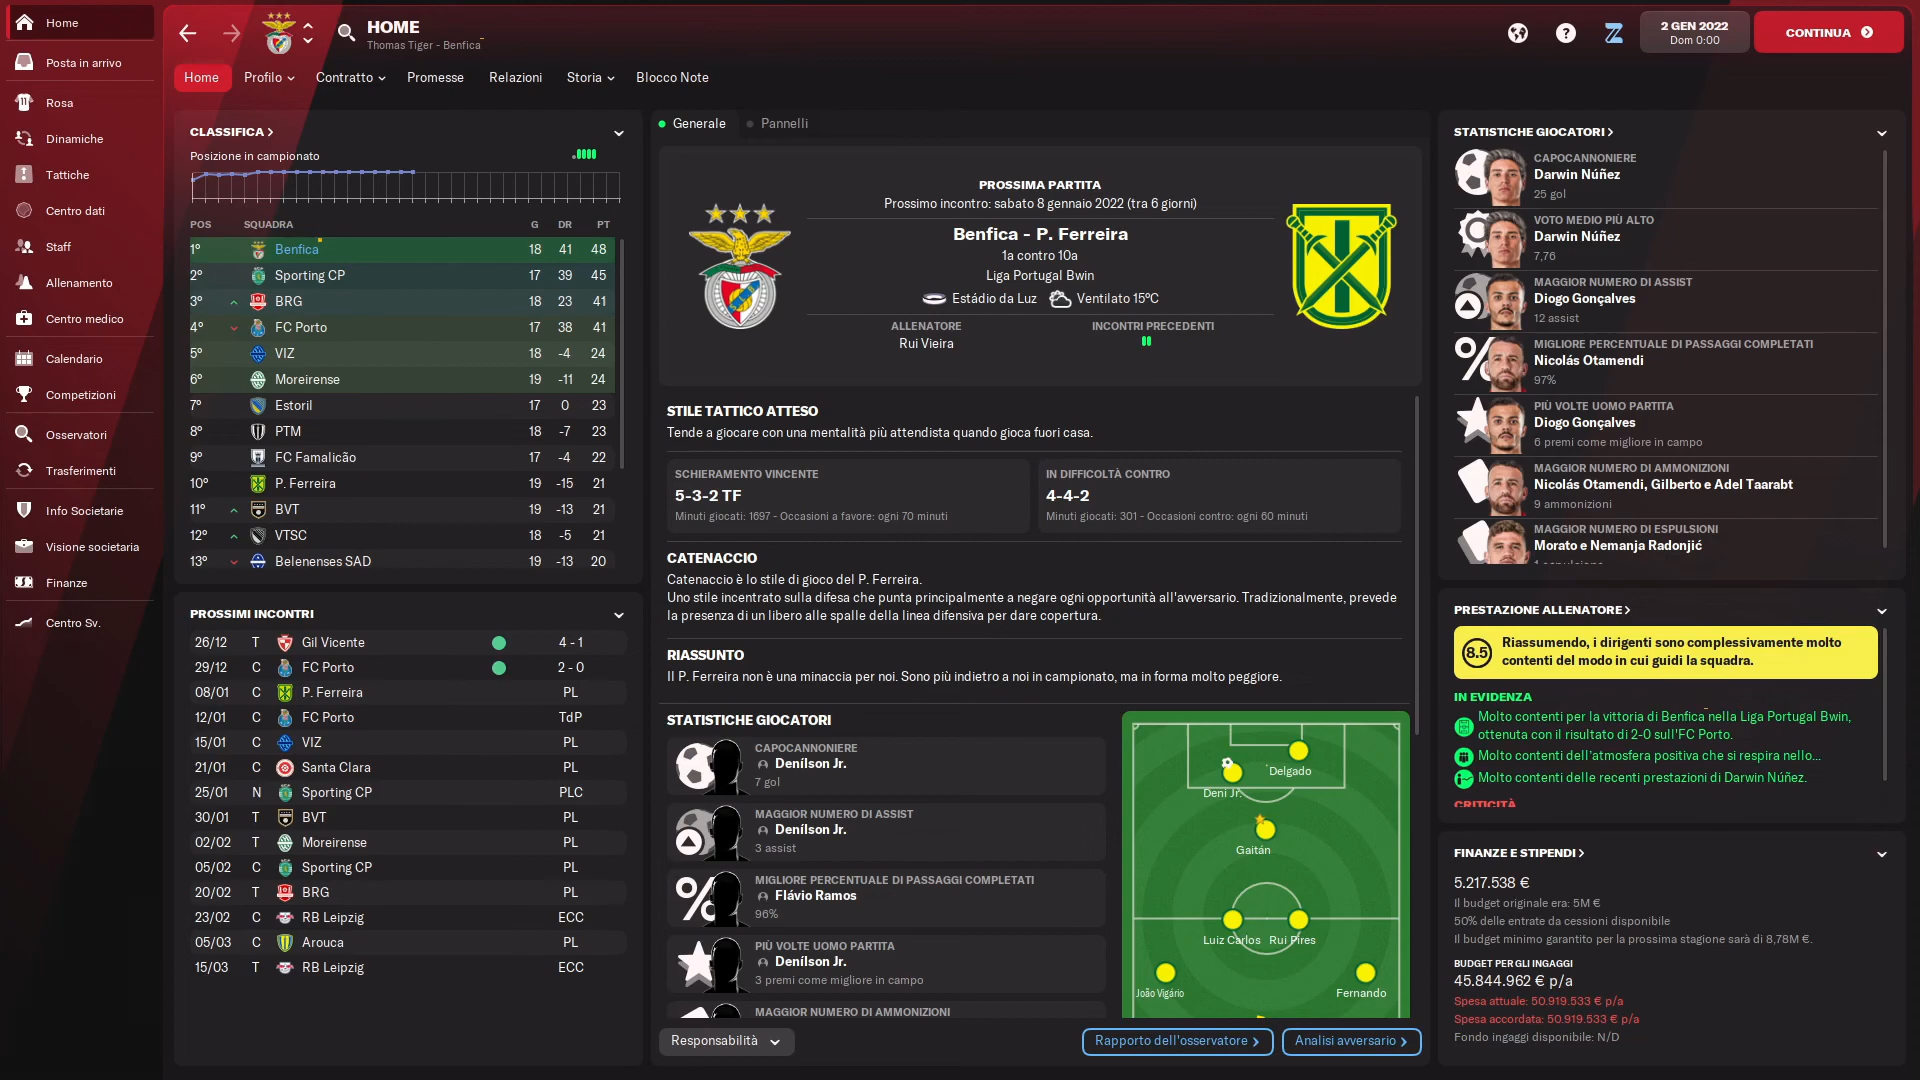 Home
Posta in arrivo
Rosa
Dinamiche
Tattiche
Centro dati
Staff
Allenamento
Centro medico
Calendario
Competizioni
Osservatori
Trasferimenti
Info Societarie
Visione societaria
Finanze
Centro Sv.
HOME
Thomas Tiger - Benfica
2 GEN 2022
Dom 0:00
CONTINUA
Home
Profilo
Contratto
Promesse
Relazioni
Storia
Blocco Note
CLASSIFICA
Posizione in campionato
POS SQUADRA G DR PT
1º Benfica 18 41 48
2º Sporting CP 17 39 45
3º BRG 18 23 41
4º FC Porto 17 38 41
5º VIZ 18 -4 24
6º Moreirense 19 -11 24
7º Estoril 17 0 23
8º PTM 18 -7 23
9º FC Famalicão 17 -4 22
10º P. Ferreira 19 -15 21
11º BVT 19 -13 21
12º VTSC 18 -5 21
13º Belenenses SAD 19 -13 20
PROSSIMI INCONTRI
26/12 T Gil Vicente 4 - 1
29/12 C FC Porto 2 - 0
08/01 C P. Ferreira PL
12/01 C FC Porto TdP
15/01 C VIZ PL
21/01 C Santa Clara PL
25/01 N Sporting CP PLC
30/01 T BVT PL
02/02 T Moreirense PL
05/02 C Sporting CP PL
20/02 T BRG PL
23/02 C RB Leipzig ECC
05/03 C Arouca PL
15/03 T RB Leipzig ECC
Generale
Pannelli
PROSSIMA PARTITA
Prossimo incontro: sabato 8 gennaio 2022 (tra 6 giorni)
Benfica - P. Ferreira
1a contro 10a
Liga Portugal Bwin
Estádio da Luz Ventilato 15ºC
ALLENATORE
Rui Vieira
INCONTRI PRECEDENTI
STILE TATTICO ATTESO
Tende a giocare con una mentalità più attendista quando gioca fuori casa.
SCHIERAMENTO VINCENTE
5-3-2 TF
Minuti giocati: 1697 - Occasioni a favore: ogni 70 minuti
IN DIFFICOLTÀ CONTRO
4-4-2
Minuti giocati: 301 - Occasioni contro: ogni 60 minuti
CATENACCIO
Catenaccio è lo stile di gioco del P. Ferreira.
Uno stile incentrato sulla difesa che punta principalmente a negare ogni opportunità all'avversario. Tradizionalmente, prevede
la presenza di un libero alle spalle della linea difensiva per dare copertura.
RIASSUNTO
Il P. Ferreira non è una minaccia per noi. Sono più indietro a noi in campionato, ma in forma molto peggiore.
STATISTICHE GIOCATORI
CAPOCANNONIERE
Denílson Jr.
7 gol
MAGGIOR NUMERO DI ASSIST
Denílson Jr.
3 assist
MIGLIORE PERCENTUALE DI PASSAGGI COMPLETATI
Flávio Ramos
96%
PIÙ VOLTE UOMO PARTITA
Denílson Jr.
3 premi come migliore in campo
MAGGIOR NUMERO DI AMMONIZIONI
Delgado
Dení Jr.
Gaitán
Luiz Carlos
Rui Pires
João Vigário
Fernando
Responsabilità
Rapporto dell'osservatore
Analisi avversario
STATISTICHE GIOCATORI
CAPOCANNONIERE
Darwin Núñez
25 gol
VOTO MEDIO PIÙ ALTO
Darwin Núñez
7,76
MAGGIOR NUMERO DI ASSIST
Diogo Gonçalves
12 assist
MIGLIORE PERCENTUALE DI PASSAGGI COMPLETATI
Nicolás Otamendi
97%
PIÙ VOLTE UOMO PARTITA
Diogo Gonçalves
6 premi come migliore in campo
MAGGIOR NUMERO DI AMMONIZIONI
Nicolás Otamendi, Gilberto e Adel Taarabt
9 ammonizioni
MAGGIOR NUMERO DI ESPULSIONI
Morato e Nemanja Radonjić
PRESTAZIONE ALLENATORE
8.5
Riassumendo, i dirigenti sono complessivamente molto
contenti del modo in cui guidi la squadra.
IN EVIDENZA
Molto contenti per la vittoria di Benfica nella Liga Portugal Bwin,
ottenuta con il risultato di 2-0 sull'FC Porto.
Molto contenti dell'atmosfera positiva che si respira nello...
Molto contenti delle recenti prestazioni di Darwin Núñez.
CRITICITÀ
FINANZE E STIPENDI
5.217.538 €
Il budget originale era: 5M €
50% delle entrate da cessioni disponibile
Il budget minimo garantito per la prossima stagione sarà di 8,78M €.
BUDGET PER GLI INGAGGI
45.844.962 € p/a
Spesa attuale: 50.919.533 € p/a
Spesa accordata: 50.919.533 € p/a
Fondo ingaggi disponibile: N/D